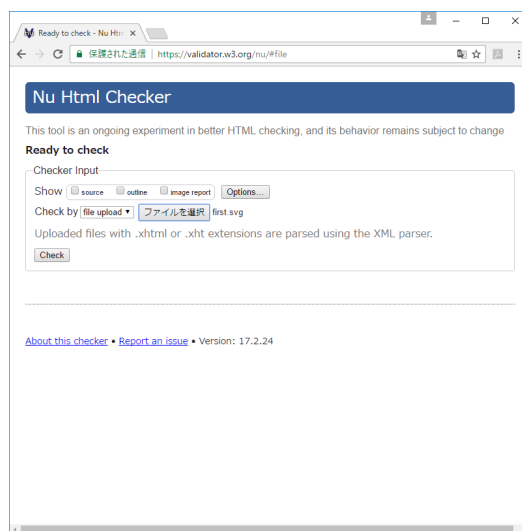 Ready to check - Nu Htm
保護された通信 | https://validator.w3.org/nu/#file
Nu Html Checker
This tool is an ongoing experiment in better HTML checking, and its behavior remains subject to change
Ready to check
Checker Input
Show source outline image report Options...
Check by file upload ファイルを選択 first.svg
Uploaded files with .xhtml or .xht extensions are parsed using the XML parser.
Check
About this checker • Report an issue • Version: 17.2.24